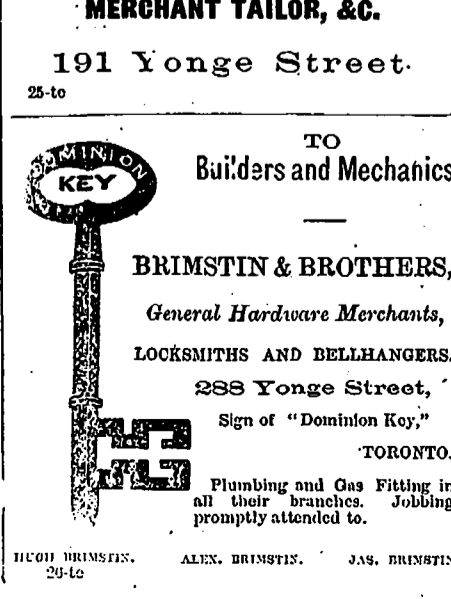 MERCHANT TAILOR, &C.
191 Yonge Street.
25-to
DOMINION
KEY
TO
Builders and Mechanics
BRIMSTIN & BROTHERS,
General Hardware Merchants,
LOCKSMITHS AND BELLHANGERS.
288 Yonge Street,
Sign of "Dominion Key,"
TORONTO.
Plumbing and Gas Fitting in
all their branches. Jobbing
promptly attended to.
HUGH BRIMSTIN. ALEX. BRIMSTIN. JAS. BRIMSTIN
26-to